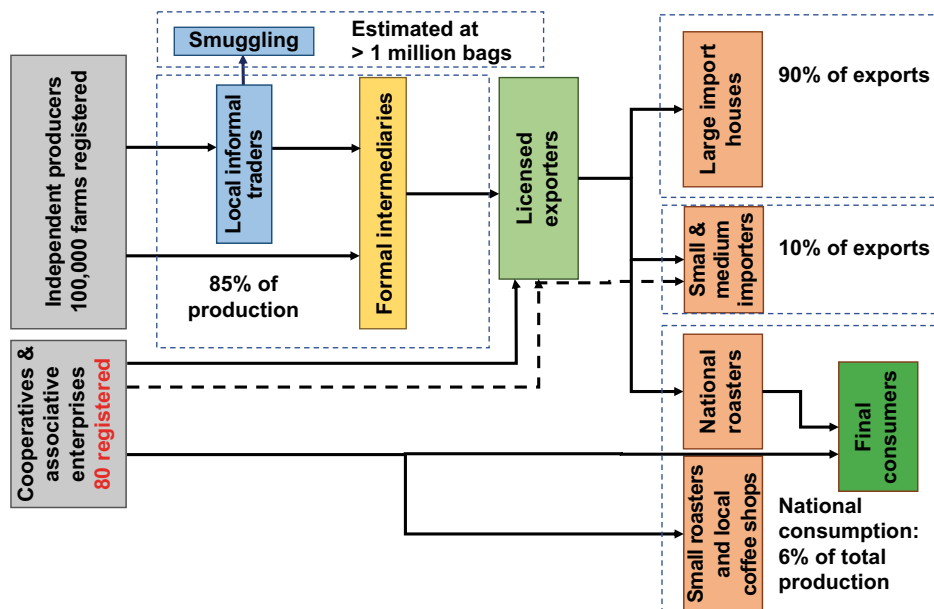 Smuggling
Estimated at
> 1 million bags
Independent producers
100,000 farms registered
Local informal
traders
Formal intermediaries
85% of
production
Licensed
exporters
Large import
houses
90% of exports
Small &
medium
importers
10% of exports
Cooperatives &
associative
enterprises
80 registered
National
roasters
Final
consumers
Small roasters
and local
coffee shops
National
consumption:
6% of total
production